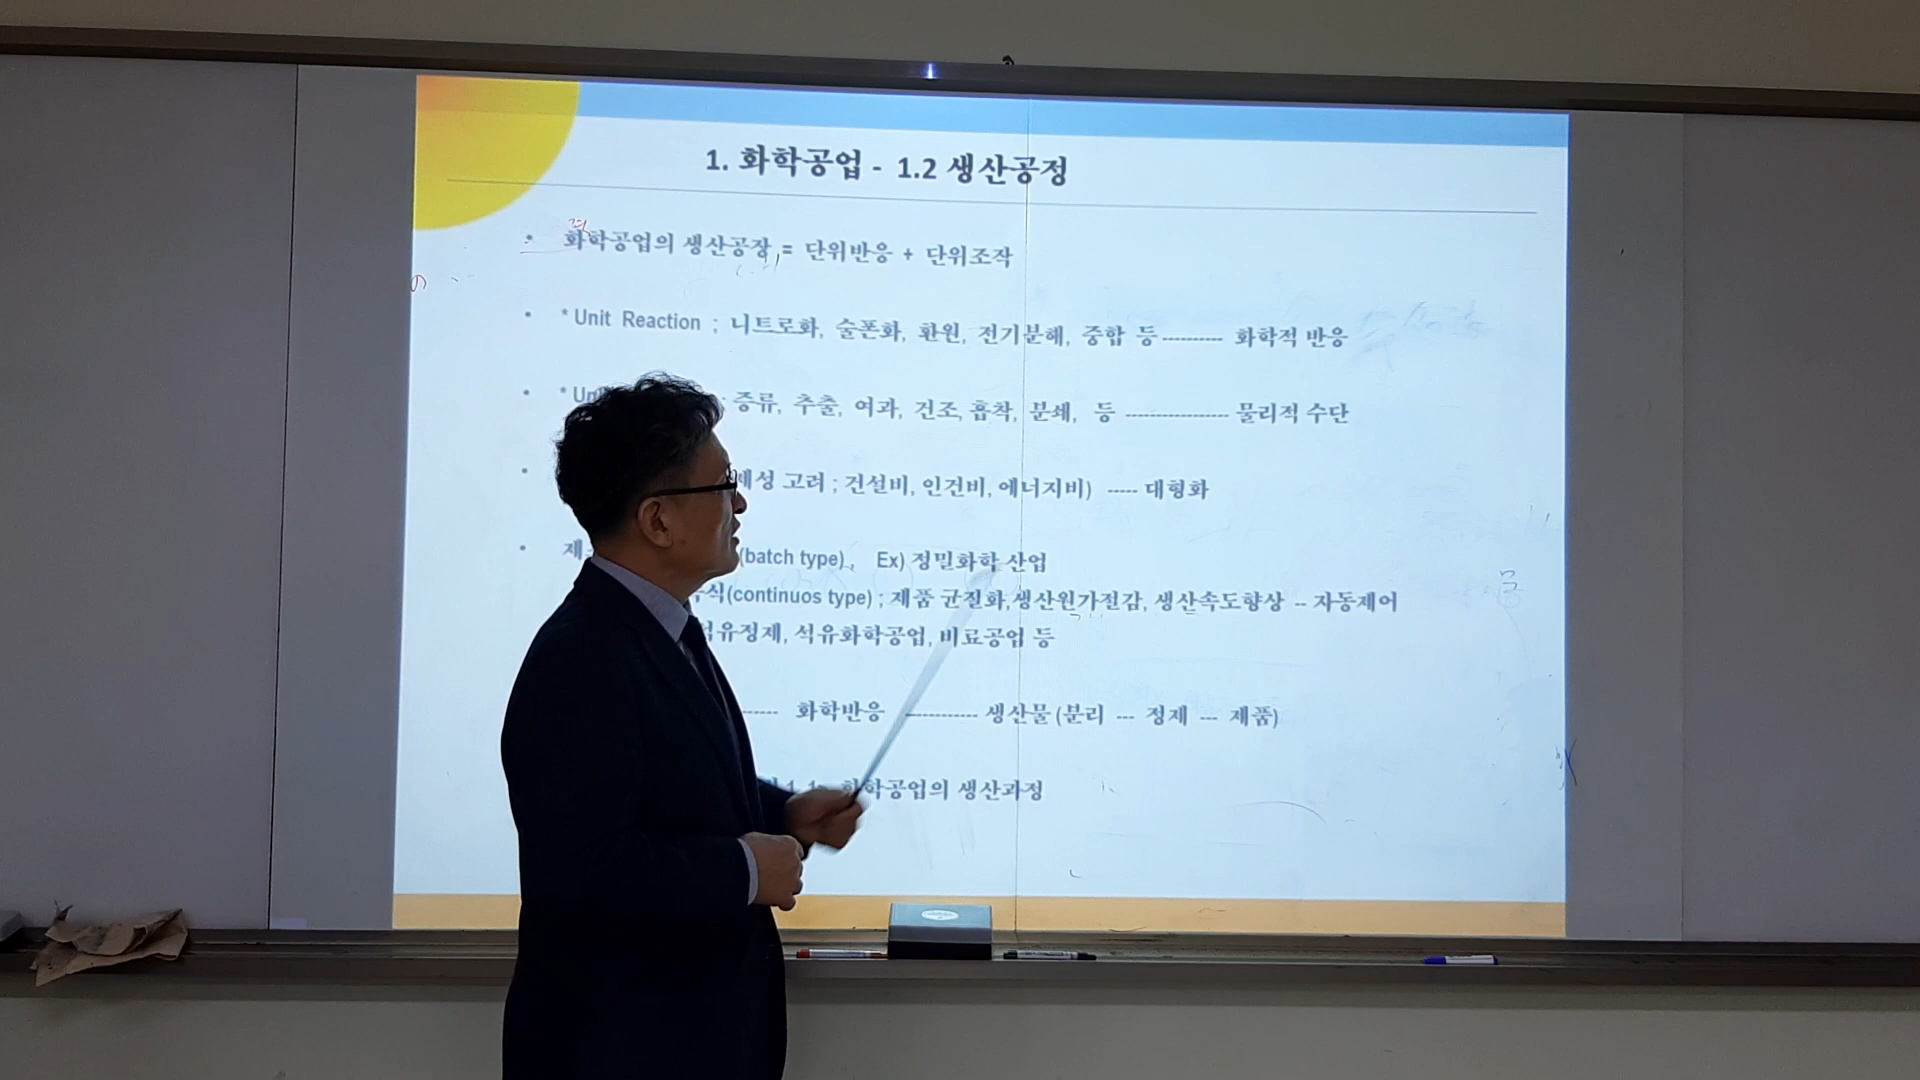 1. 화학공업 - 1.2 생산공정
• 화학공업의 생산공장 = 단위반응 + 단위조작
• * Unit Reaction ; 니트로화, 술폰화, 환원, 전기분해, 중합 등 ---------- 화학적 반응
• * Uni : 증류, 추출, 여과, 건조, 흡착, 분쇄, 등 ----------------- 물리적 수단
• 제성 고려 ; 건설비, 인건비, 에너지비) ----- 대형화
• 제 (batch type), Ex) 정밀화학 산업
식(continuos type) ; 제품 균질화,생산원가절감, 생산속도향상 -- 자동제어
석유정제, 석유화학공업, 비료공업 등
------ 화학반응 ------------ 생산물 (분리 --- 정제 --- 제품)
1. 1 화학공업의 생산과정